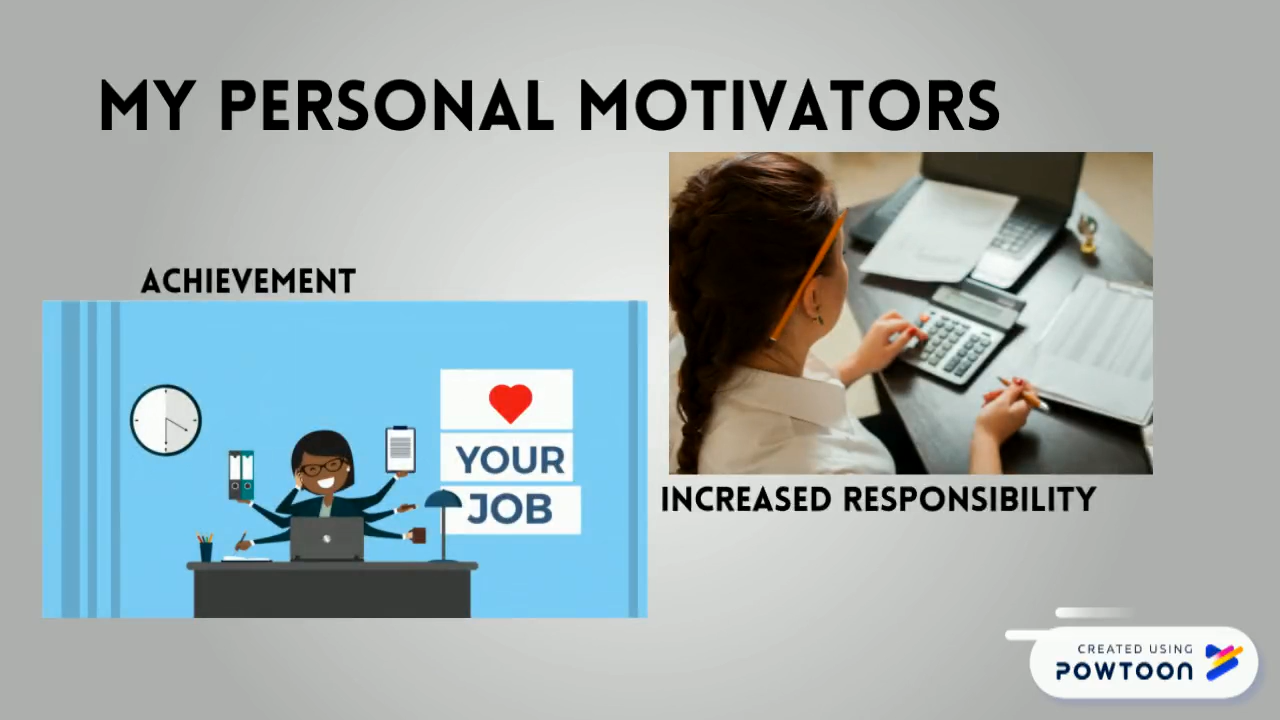 MY PERSONAL MOTIVATORS
ACHIEVEMENT
YOUR
JOB
INCREASED RESPONSIBILITY
CREATED USING
POWTOON